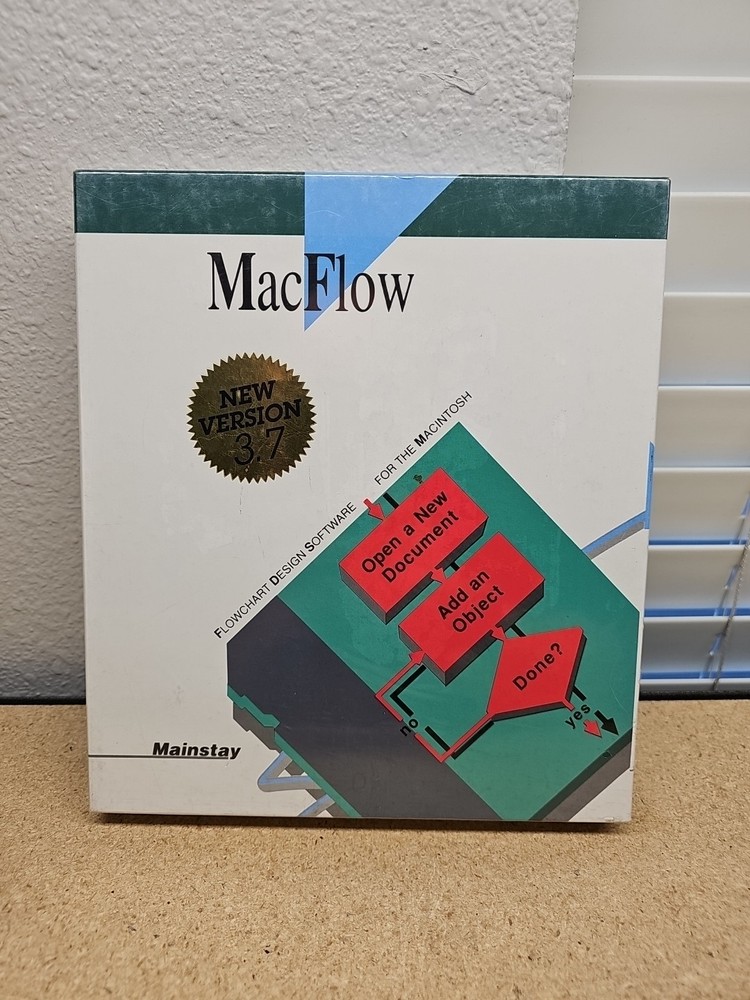 MacFlow
NEW
VERSION
3.7
FLOWCHART DESIGN SOFTWARE FOR THE MACINTOSH
Open a New
Document
Add an
Object
Done?
yes
no
Mainstay